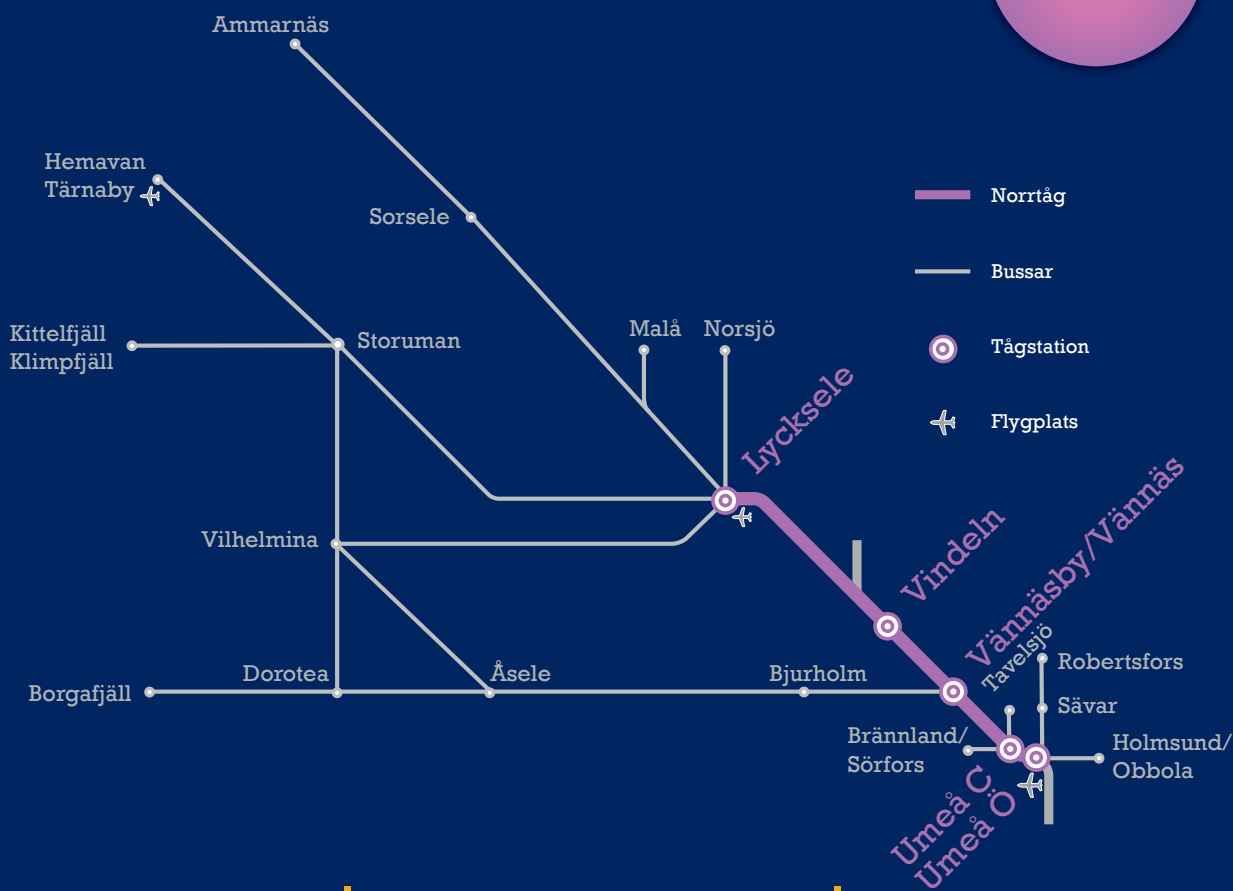 Ammarnäs
Hemavan
Tärnaby
Sorsele
Norrtåg
Bussar
Kittelfjäll
Klimpfjäll
Storuman
Malå
Norsjö
Tågstation
Lycksele
Flygplats
Vilhelmina
Vindeln
Vännäsby/Vännäs
Tavelsjö
Robertsfors
Borgafjäll
Dorotea
Åsele
Bjurholm
Sävar
Brännland/
Sörfors
Holmsund/
Obbola
Umeå C
Umeå Ö